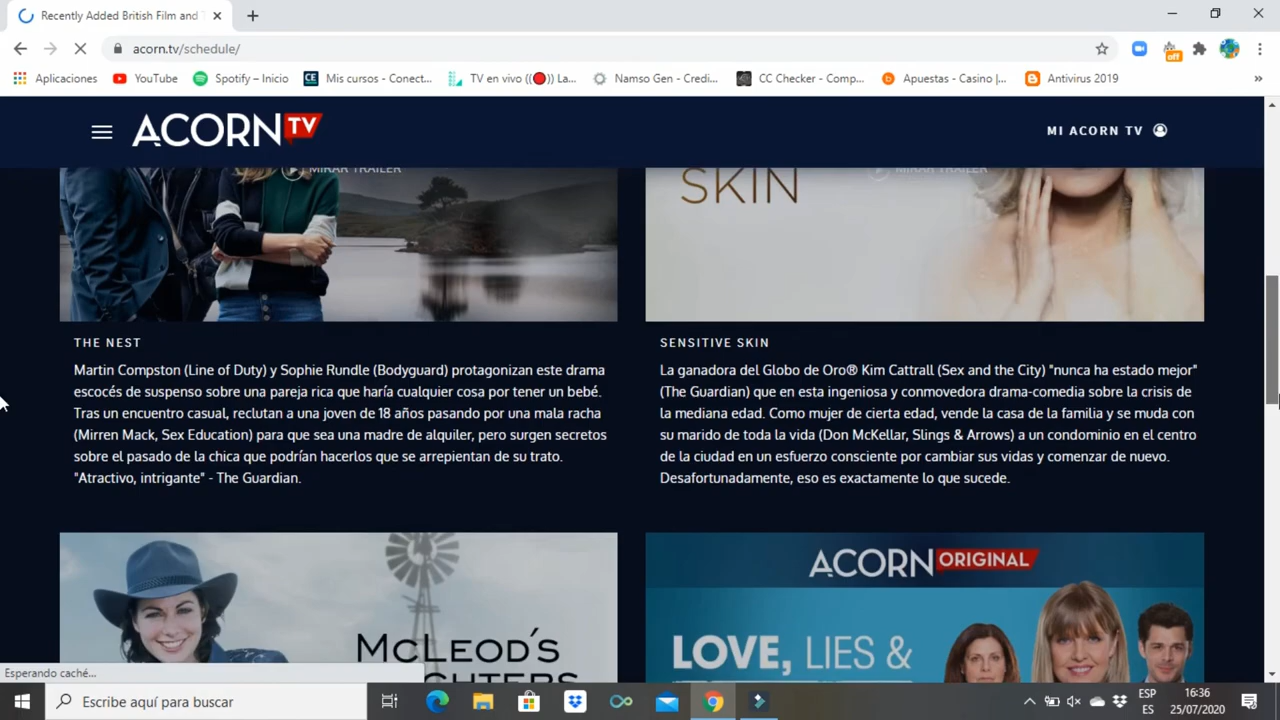 Recently Added British Film and
acorn.tv/schedule/
Aplicaciones YouTube Spotify – Inicio Mis cursos - Conect... TV en vivo ((🔴)) La... Namso Gen - Credi... CC Checker - Comp... Apuestas - Casino |... Antivirus 2019 »
off
ACORN TV
MI ACORN TV
MIRAR TRAILER
SKIN
MIRAR TRAILER
THE NEST
Martin Compston (Line of Duty) y Sophie Rundle (Bodyguard) protagonizan este drama
escocés de suspenso sobre una pareja rica que haría cualquier cosa por tener un bebé.
Tras un encuentro casual, reclutan a una joven de 18 años pasando por una mala racha
(Mirren Mack, Sex Education) para que sea una madre de alquiler, pero surgen secretos
sobre el pasado de la chica que podrían hacerlos que se arrepientan de su trato.
"Atractivo, intrigante" - The Guardian.
SENSITIVE SKIN
La ganadora del Globo de Oro® Kim Cattrall (Sex and the City) "nunca ha estado mejor"
(The Guardian) que en esta ingeniosa y conmovedora drama-comedia sobre la crisis de
la mediana edad. Como mujer de cierta edad, vende la casa de la familia y se muda con
su marido de toda la vida (Don McKellar, Slings & Arrows) a un condominio en el centro
de la ciudad en un esfuerzo consciente por cambiar sus vidas y comenzar de nuevo.
Desafortunadamente, eso es exactamente lo que sucede.
McLEOD'S
ACORN ORIGINAL
LOVE, LIES &
Esperando caché...
Escribe aquí para buscar
ESP
ES
16:36
25/07/2020